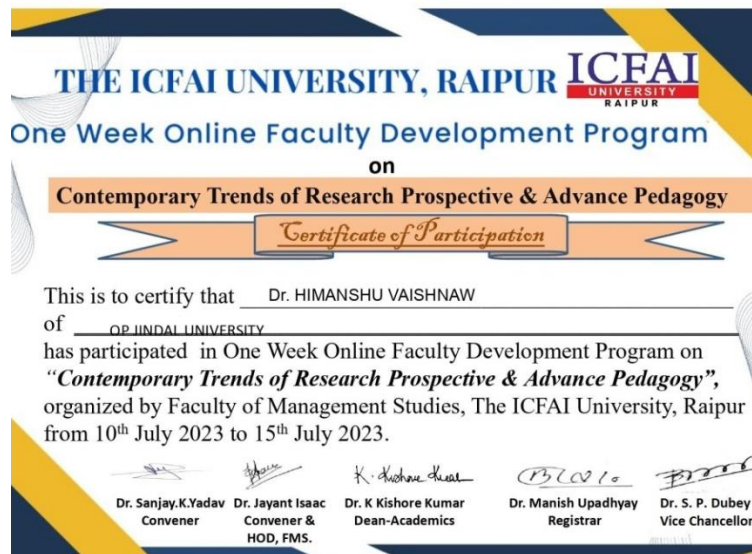 THE ICFAI UNIVERSITY, RAIPUR ICFAI
UNIVERSITY
RAIPUR
One Week Online Faculty Development Program
on
Contemporary Trends of Research Prospective & Advance Pedagogy
Certificate of Participation
This is to certify that Dr. HIMANSHU VAISHNAW
of OP JINDAL UNIVERSITY
has participated in One Week Online Faculty Development Program on
“Contemporary Trends of Research Prospective & Advance Pedagogy”,
organized by Faculty of Management Studies, The ICFAI University, Raipur
from 10th July 2023 to 15th July 2023.
K. Kishore Kumar
Dr. Sanjay.K.Yadav Dr. Jayant Isaac Dr. K Kishore Kumar Dr. Manish Upadhyay Dr. S. P. Dubey
Convener Convener & Dean-Academics Registrar Vice Chancellor
HOD, FMS.